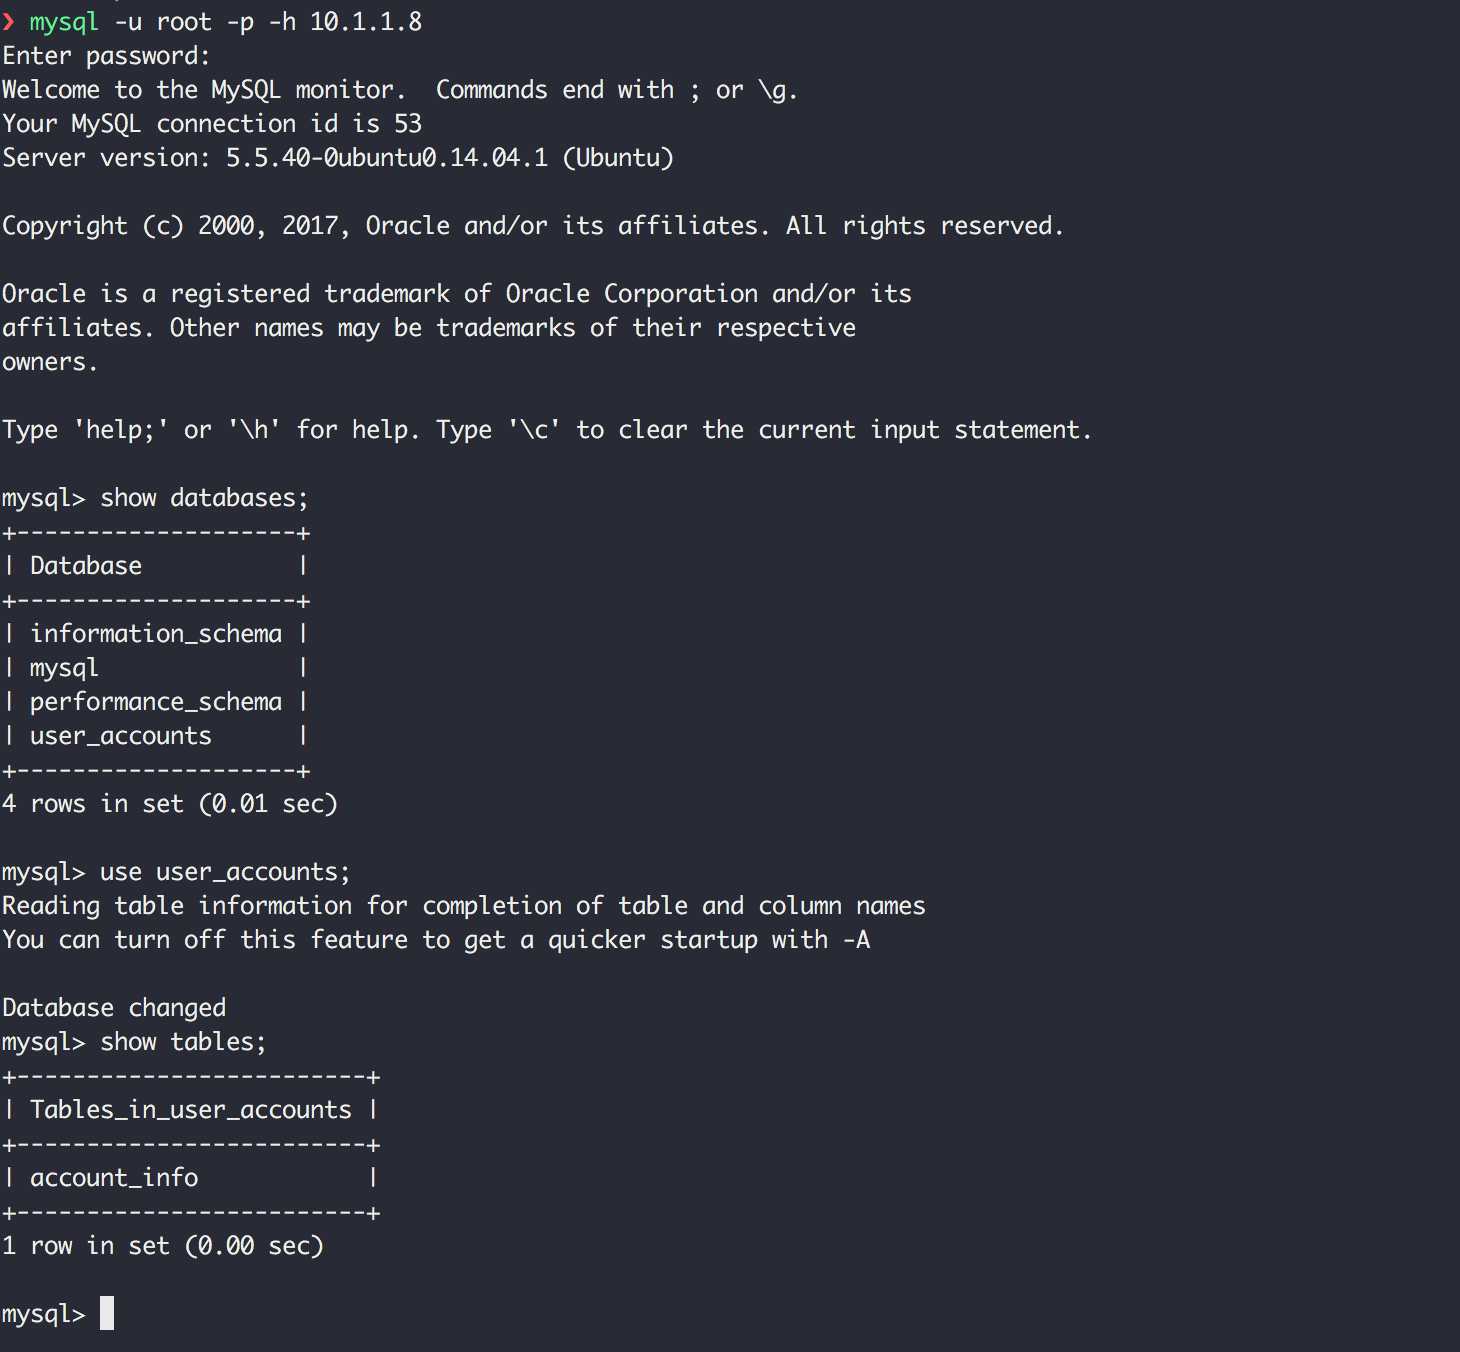 ❯ mysql -u root -p -h 10.1.1.8
Enter password:
Welcome to the MySQL monitor.  Commands end with ; or \g.
Your MySQL connection id is 53
Server version: 5.5.40-0ubuntu0.14.04.1 (Ubuntu)

Copyright (c) 2000, 2017, Oracle and/or its affiliates. All rights reserved.

Oracle is a registered trademark of Oracle Corporation and/or its
affiliates. Other names may be trademarks of their respective
owners.

Type 'help;' or '\h' for help. Type '\c' to clear the current input statement.

mysql> show databases;
+--------------------+
| Database           |
+--------------------+
| information_schema |
| mysql              |
| performance_schema |
| user_accounts      |
+--------------------+
4 rows in set (0.01 sec)

mysql> use user_accounts;
Reading table information for completion of table and column names
You can turn off this feature to get a quicker startup with -A

Database changed
mysql> show tables;
+-------------------------+
| Tables_in_user_accounts |
+-------------------------+
| account_info            |
+-------------------------+
1 row in set (0.00 sec)

mysql>